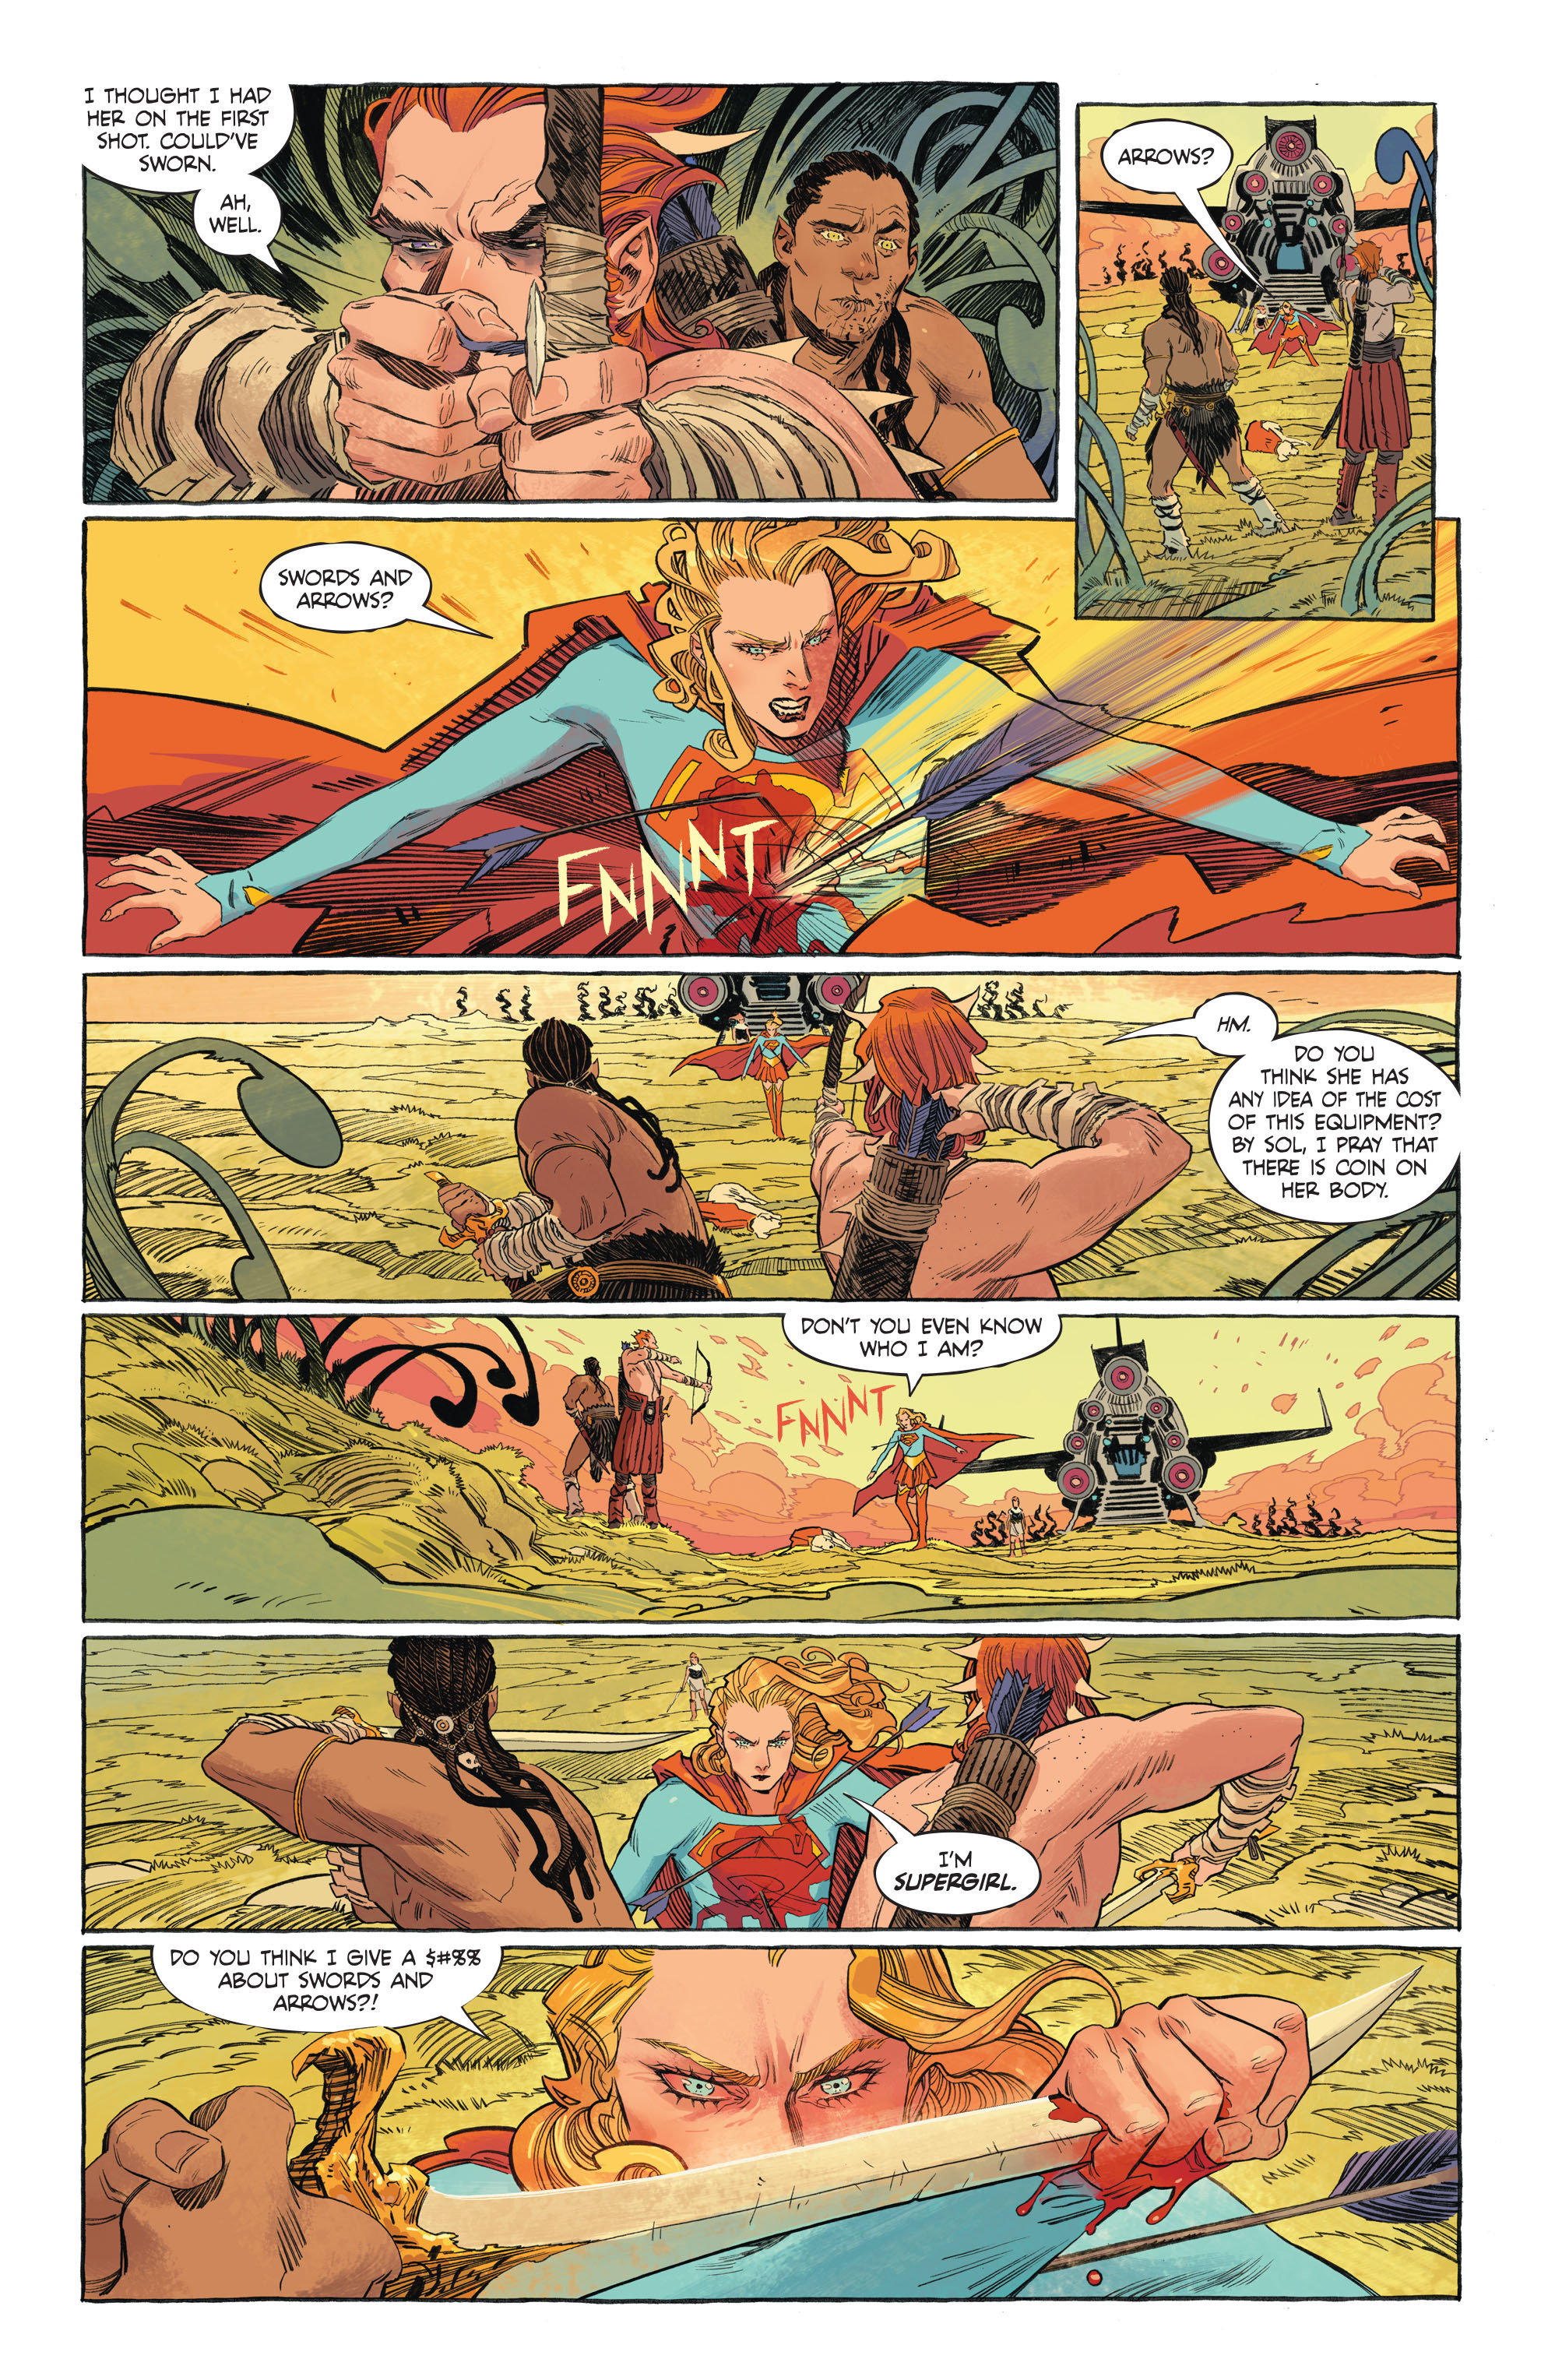 I THOUGHT I HAD
HER ON THE FIRST
SHOT. COULD'VE
SWORN.
AH,
WELL.
ARROWS?
SWORDS AND
ARROWS?
FNNNNT
HM.
DO YOU
THINK SHE HAS
ANY IDEA OF THE COST
OF THIS EQUIPMENT?
BY SOL, I PRAY THAT
THERE IS COIN ON
HER BODY.
DON'T YOU EVEN KNOW
WHO I AM?
FNNNNT
I'M
SUPERGIRL.
DO YOU THINK I GIVE A $#%%
ABOUT SWORDS AND
ARROWS?!